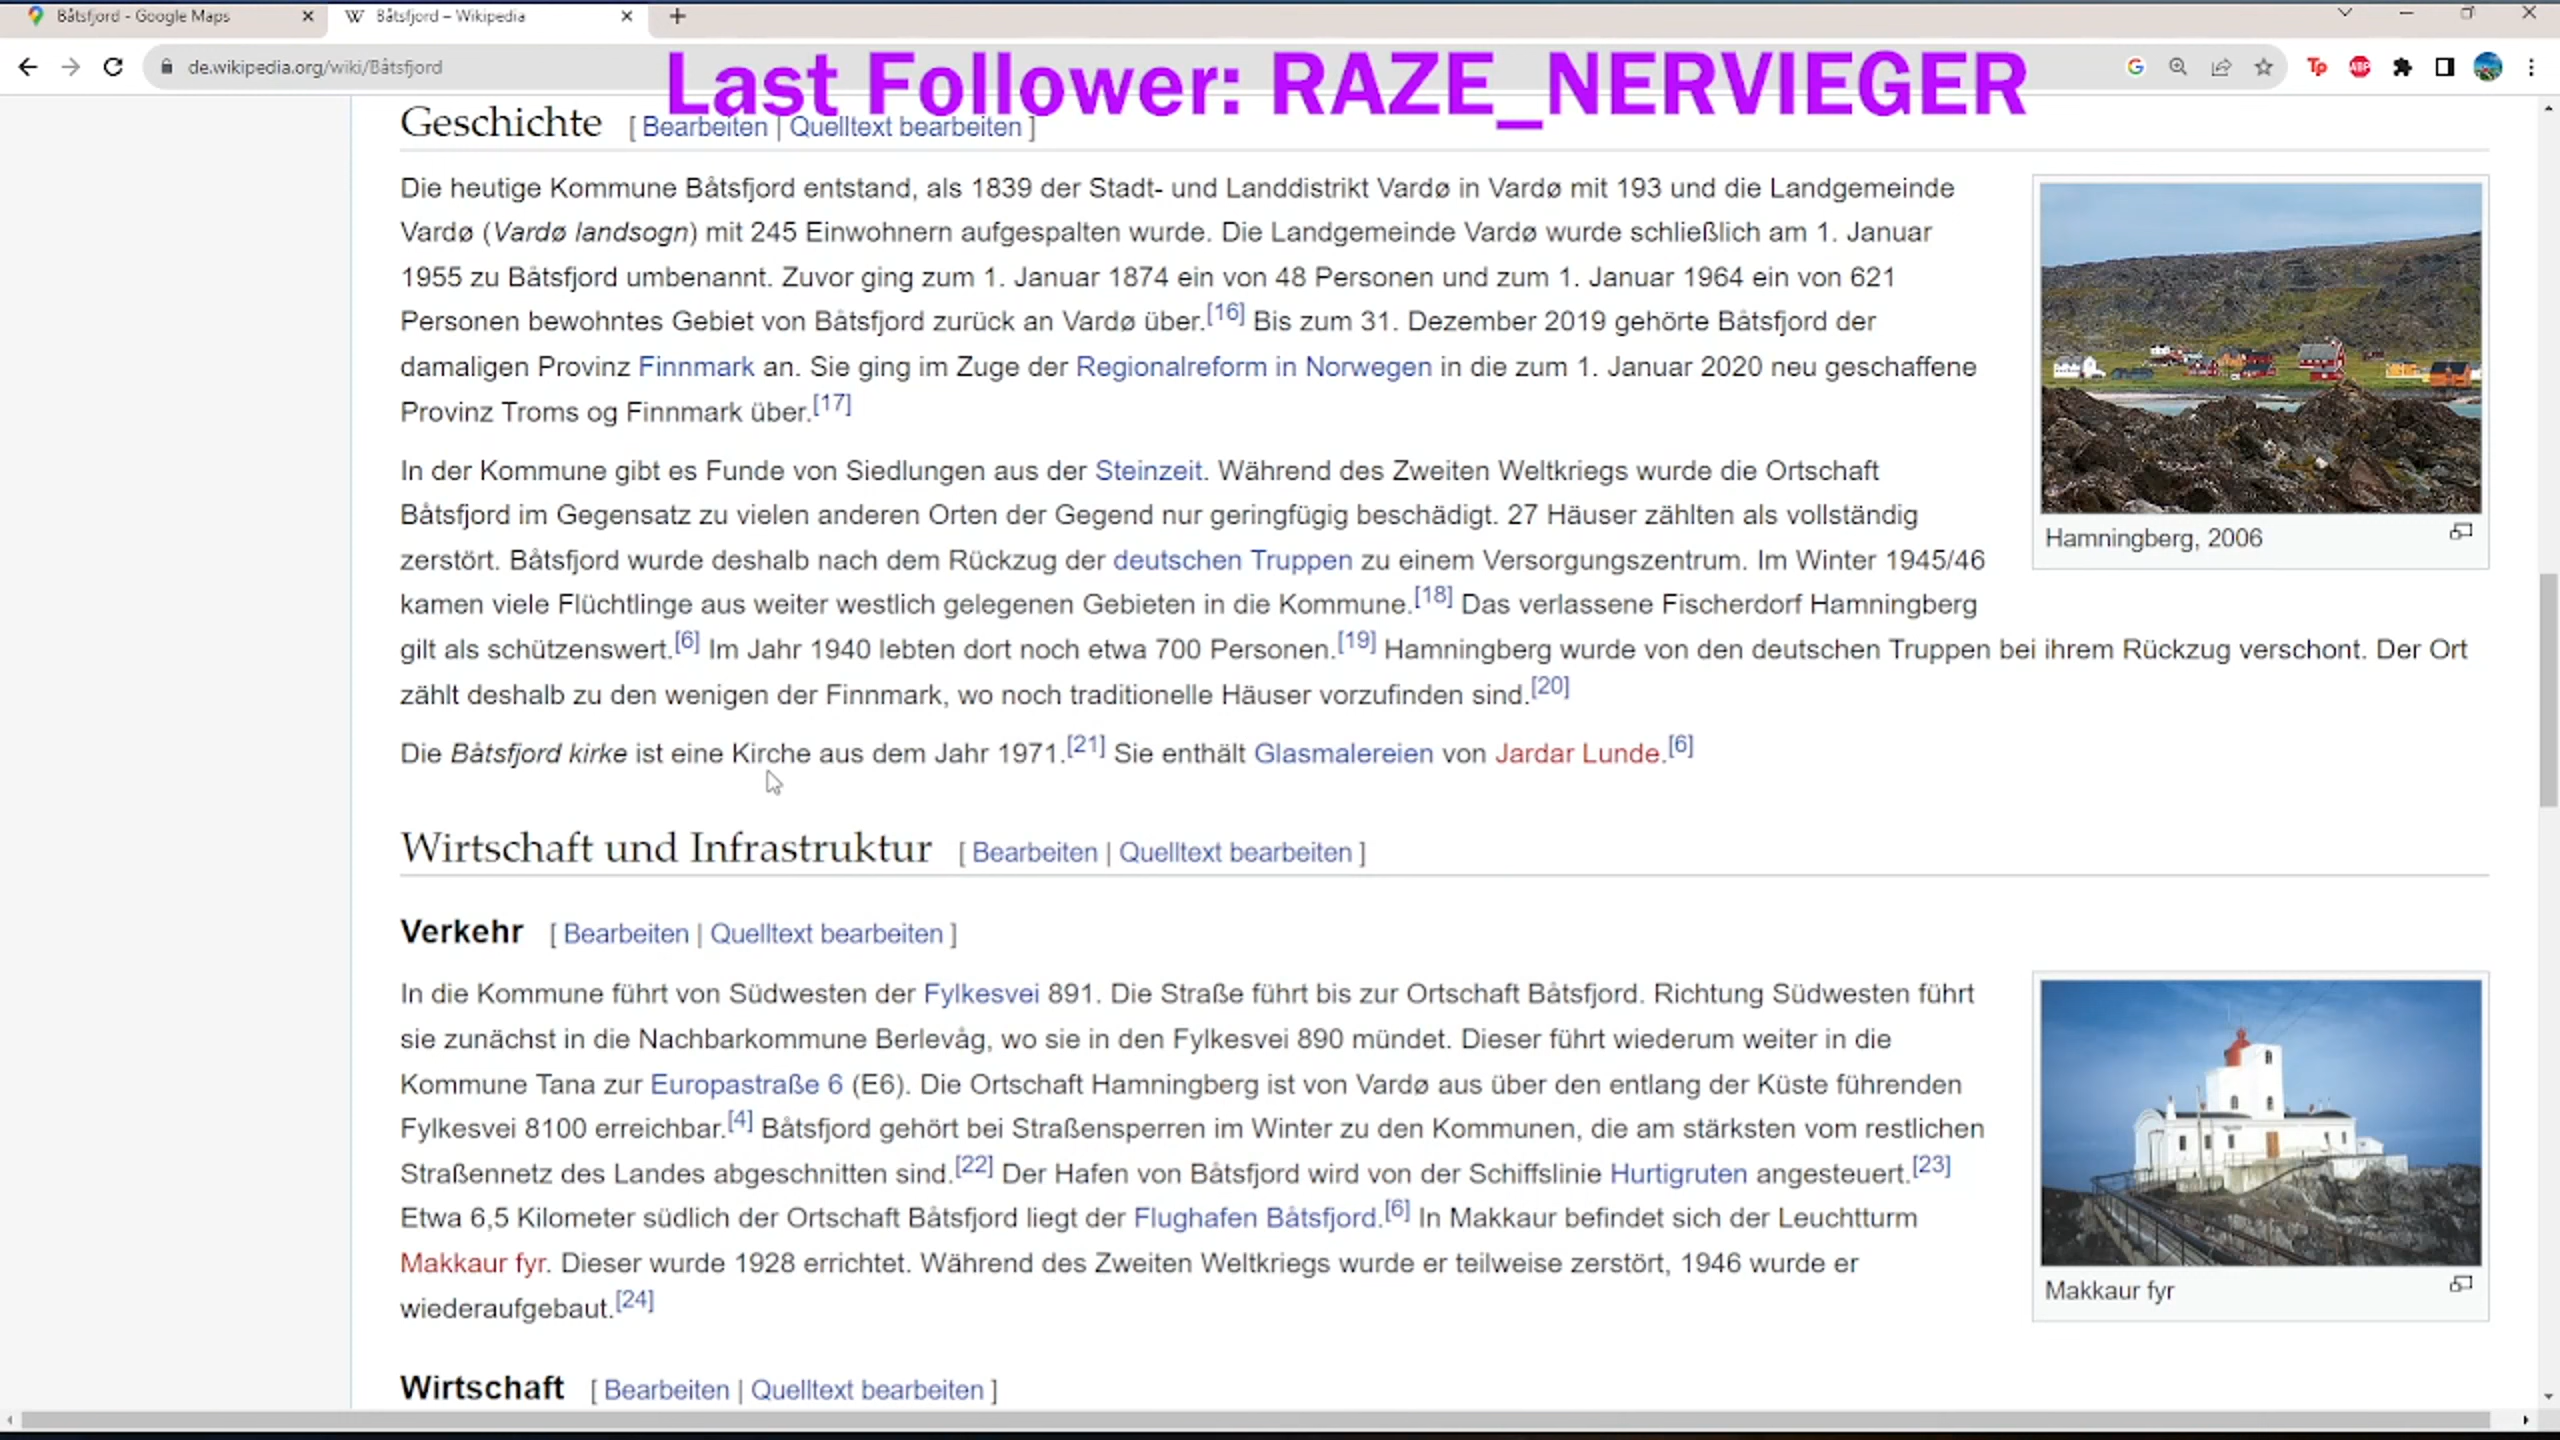 Båtsfjord - Google Maps
Båtsfjord – Wikipedia
de.wikipedia.org/wiki/Båtsfjord
Last Follower: RAZE_NERVIEGER
Geschichte [ Bearbeiten | Quelltext bearbeiten ]
Die heutige Kommune Båtsfjord entstand, als 1839 der Stadt- und Landdistrikt Vardø in Vardø mit 193 und die Landgemeinde
Vardø (Vardø landsogn) mit 245 Einwohnern aufgespalten wurde. Die Landgemeinde Vardø wurde schließlich am 1. Januar
1955 zu Båtsfjord umbenannt. Zuvor ging zum 1. Januar 1874 ein von 48 Personen und zum 1. Januar 1964 ein von 621
Personen bewohntes Gebiet von Båtsfjord zurück an Vardø über.[16] Bis zum 31. Dezember 2019 gehörte Båtsfjord der
damaligen Provinz Finnmark an. Sie ging im Zuge der Regionalreform in Norwegen in die zum 1. Januar 2020 neu geschaffene
Provinz Troms og Finnmark über.[17]
In der Kommune gibt es Funde von Siedlungen aus der Steinzeit. Während des Zweiten Weltkriegs wurde die Ortschaft
Båtsfjord im Gegensatz zu vielen anderen Orten der Gegend nur geringfügig beschädigt. 27 Häuser zählten als vollständig
zerstört. Båtsfjord wurde deshalb nach dem Rückzug der deutschen Truppen zu einem Versorgungszentrum. Im Winter 1945/46
kamen viele Flüchtlinge aus weiter westlich gelegenen Gebieten in die Kommune.[18] Das verlassene Fischerdorf Hamningberg
gilt als schützenswert.[6] Im Jahr 1940 lebten dort noch etwa 700 Personen.[19] Hamningberg wurde von den deutschen Truppen bei ihrem Rückzug verschont. Der Ort
zählt deshalb zu den wenigen der Finnmark, wo noch traditionelle Häuser vorzufinden sind.[20]
Die Båtsfjord kirke ist eine Kirche aus dem Jahr 1971.[21] Sie enthält Glasmalereien von Jardar Lunde.[6]
Hamningberg, 2006
Wirtschaft und Infrastruktur [ Bearbeiten | Quelltext bearbeiten ]
Verkehr [ Bearbeiten | Quelltext bearbeiten ]
In die Kommune führt von Südwesten der Fylkesvei 891. Die Straße führt bis zur Ortschaft Båtsfjord. Richtung Südwesten führt
sie zunächst in die Nachbarkommune Berlevåg, wo sie in den Fylkesvei 890 mündet. Dieser führt wiederum weiter in die
Kommune Tana zur Europastraße 6 (E6). Die Ortschaft Hamningberg ist von Vardø aus über den entlang der Küste führenden
Fylkesvei 8100 erreichbar.[4] Båtsfjord gehört bei Straßensperren im Winter zu den Kommunen, die am stärksten vom restlichen
Straßennetz des Landes abgeschnitten sind.[22] Der Hafen von Båtsfjord wird von der Schiffslinie Hurtigruten angesteuert.[23]
Etwa 6,5 Kilometer südlich der Ortschaft Båtsfjord liegt der Flughafen Båtsfjord.[6] In Makkaur befindet sich der Leuchtturm
Makkaur fyr. Dieser wurde 1928 errichtet. Während des Zweiten Weltkriegs wurde er teilweise zerstört, 1946 wurde er
wiederaufgebaut.[24]
Makkaur fyr
Wirtschaft [ Bearbeiten | Quelltext bearbeiten ]